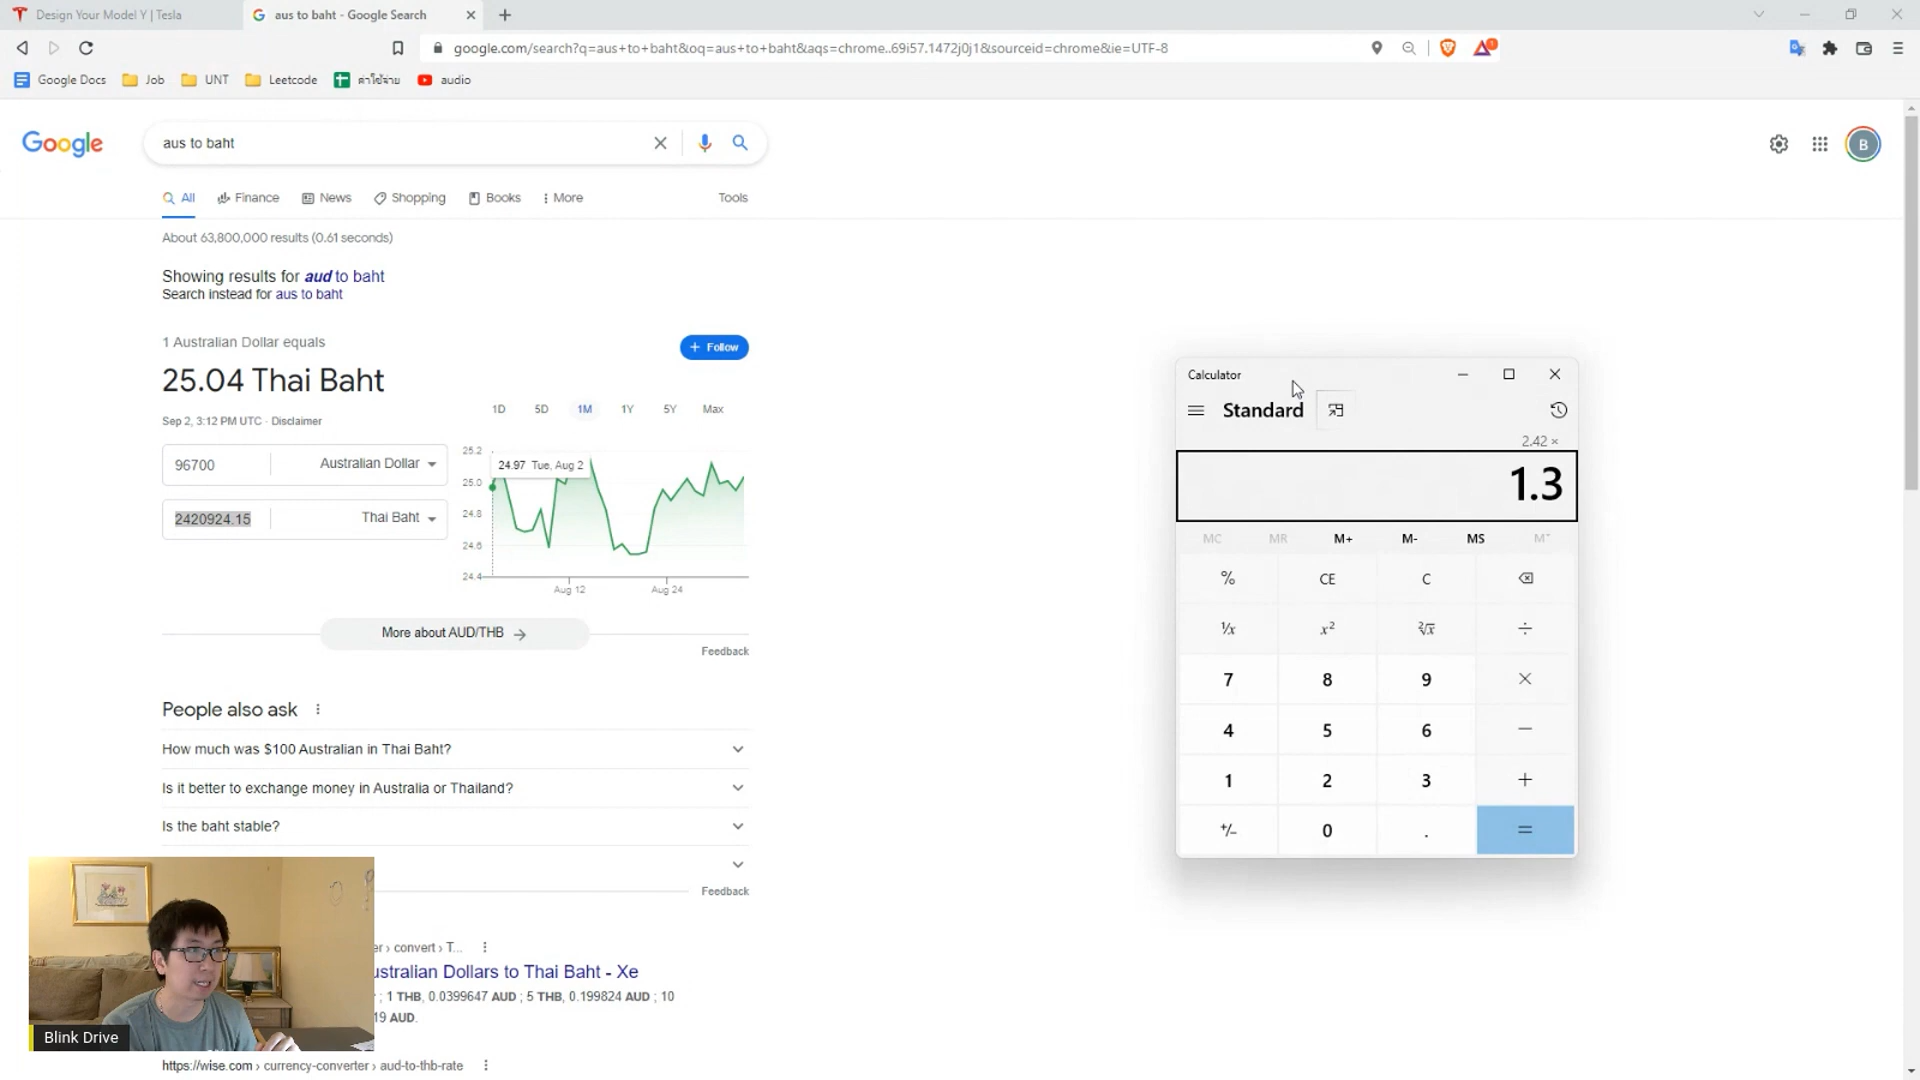 Design Your Model Y | Tesla
aus to baht - Google Search
google.com/search?q=aus+to+baht&oq=aus+to+baht&aqs=chrome..69i57.1472j0j1&sourceid=chrome&ie=UTF-8
Google Docs
Job
UNT
Leetcode
ค่าใช้จ่าย
audio
Google
aus to baht
B
All
Finance
News
Shopping
Books
More
Tools
About 63,800,000 results (0.61 seconds)
Showing results for aud to baht
Search instead for aus to baht
1 Australian Dollar equals
25.04 Thai Baht
Sep 2, 3:12 PM UTC · Disclaimer
+ Follow
1D 5D 1M 1Y 5Y Max
96700
Australian Dollar
2420924.15
Thai Baht
25.2
25.0
24.8
24.6
24.4
24.97 Tue, Aug 2
Aug 12
Aug 24
More about AUD/THB
Feedback
People also ask
How much was $100 Australian in Thai Baht?
Is it better to exchange money in Australia or Thailand?
Is the baht stable?
Feedback
› convert › T...
ustralian Dollars to Thai Baht - Xe
; 1 THB, 0.0399647 AUD ; 5 THB, 0.199824 AUD ; 10
19 AUD.
https://wise.com › currency-converter › aud-to-thb-rate
Blink Drive
Calculator
Standard
2.42 ×
1.3
MC MR M+ M- MS M˅
% CE C
¹/x x² ²√x ÷
7 8 9 ×
4 5 6 −
1 2 3 +
+/− 0 . =